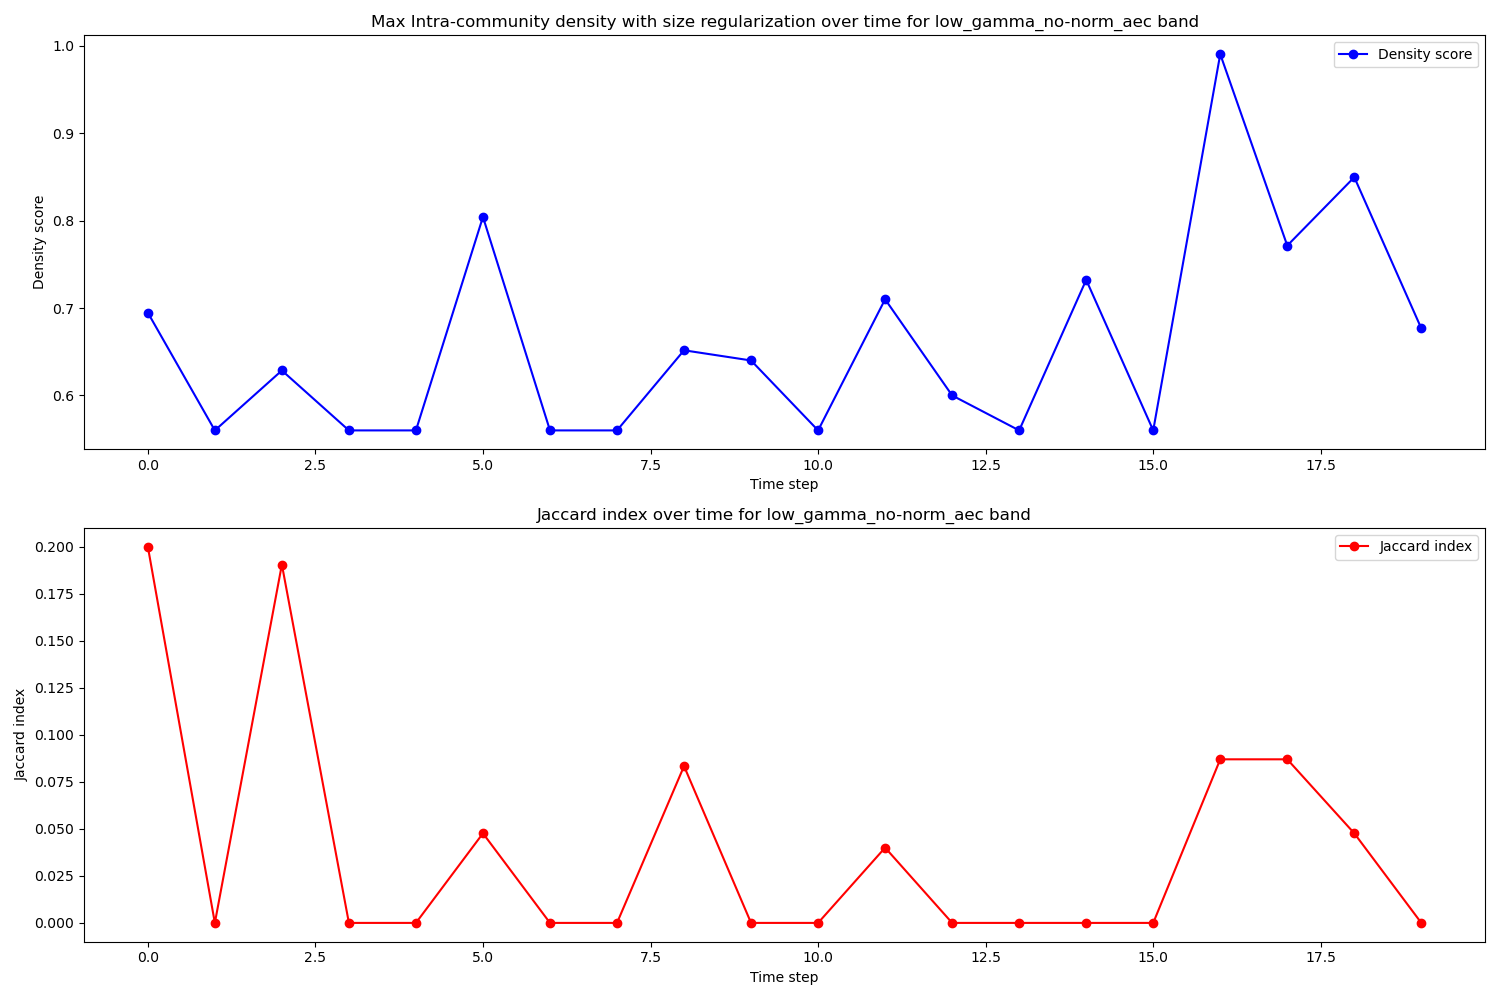 Max Intra-community density with size regularization over time for low_gamma_no-norm_aec band
Density score
1.0
0.9
0.8
0.7
0.6
Density score
0.0 2.5 5.0 7.5 10.0 12.5 15.0 17.5
Time step
Jaccard index over time for low_gamma_no-norm_aec band
Jaccard index
0.200
0.175
0.150
0.125
0.100
0.075
0.050
0.025
0.000
Jaccard index
0.0 2.5 5.0 7.5 10.0 12.5 15.0 17.5
Time step